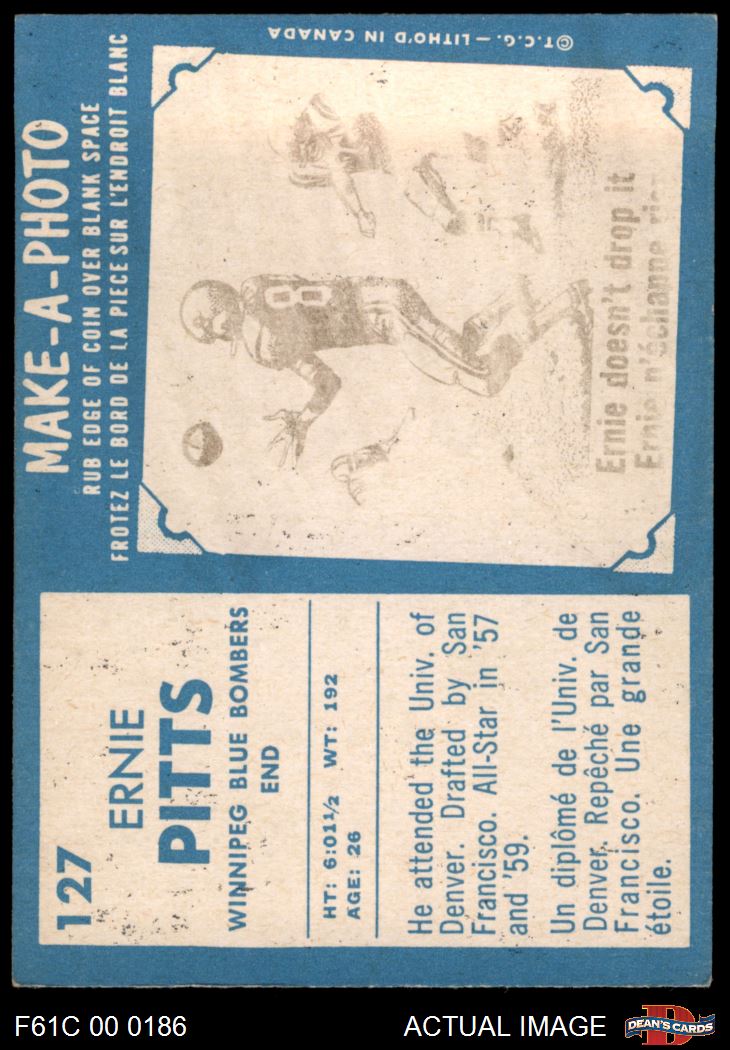 127
ERNIE
PITTS
WINNIPEG BLUE BOMBERS
END
HT: 6:01½ WT: 192
AGE: 26
He attended the Univ. of
Denver. Drafted by San
Francisco. All-Star in '57
and '59.
Un diplômé de l'Univ. de
Denver. Repêché par San
Francisco. Une grande
étoile.
MAKE-A-PHOTO
RUB EDGE OF COIN OVER BLANK SPACE
FROTEZ LE BORD DE LA PIECE SUR L'ENDROIT BLANC
8
Ernie doesn't drop it
Ernie n'échappe rien
©T.C.G. — LITHO'D IN CANADA
F61C 00 0186
ACTUAL IMAGE
D
DEAN'S CARDS